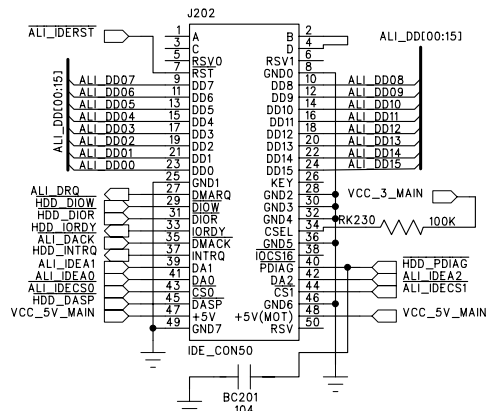 J202
ALI_IDERST
ALI_DD[00:15]
ALI_DD[00:15]
1 A B 2
3 C D 4
5 RSV0 RSV1 6
7 RST GND0 8
ALI_DD07 9 DD7 DD8 10 ALI_DD08
ALI_DD06 11 DD6 DD9 12 ALI_DD09
ALI_DD05 13 DD5 DD10 14 ALI_DD10
ALI_DD04 15 DD4 DD11 16 ALI_DD11
ALI_DD03 17 DD3 DD12 18 ALI_DD12
ALI_DD02 19 DD2 DD13 20 ALI_DD13
ALI_DD01 21 DD1 DD14 22 ALI_DD14
ALI_DD00 23 DD0 DD15 24 ALI_DD15
25 GND1 KEY 26
ALI_DRQ 27 DMARQ GND2 28 VCC_3_MAIN
HDD_DIOW 29 DIOW GND3 30
HDD_DIOR 31 DIOR GND4 32
HDD_IORDY 33 IORDY CSEL 34 RK230 100K
ALI_DACK 35 DMACK GND5 36
HDD_INTRQ 37 INTRQ IOCS16 38
ALI_IDEA1 39 DA1 PDIAG 40 HDD_PDIAG
ALI_IDEA0 41 DA0 DA2 42 ALI_IDEA2
ALI_IDECS0 43 CS0 CS1 44 ALI_IDECS1
HDD_DASP 45 DASP GND6 46
VCC_5V_MAIN 47 +5V +5V(MOT) 48 VCC_5V_MAIN
49 GND7 RSV 50
IDE_CON50
BC201
104